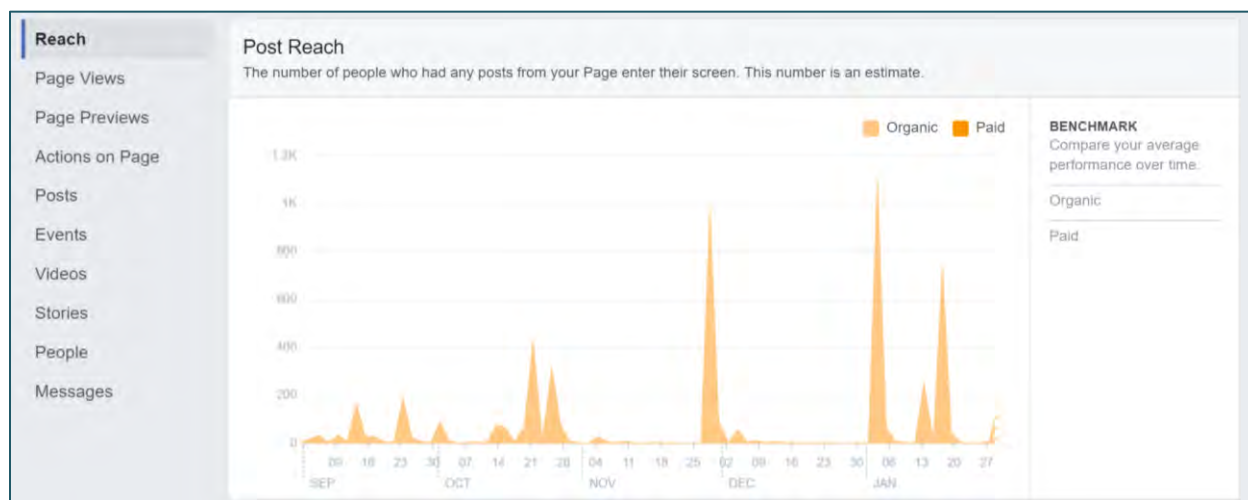 Reach
Page Views
Page Previews
Actions on Page
Posts
Events
Videos
Stories
People
Messages
Post Reach
The number of people who had any posts from your Page enter their screen. This number is an estimate.
Organic Paid
1K
800
600
400
200
0
09 16 23 30 07 14 21 28 04 11 18 25 02 09 16 23 30 06 13 20 27
SEP OCT NOV DEC JAN
BENCHMARK
Compare your average
performance over time.
Organic
Paid